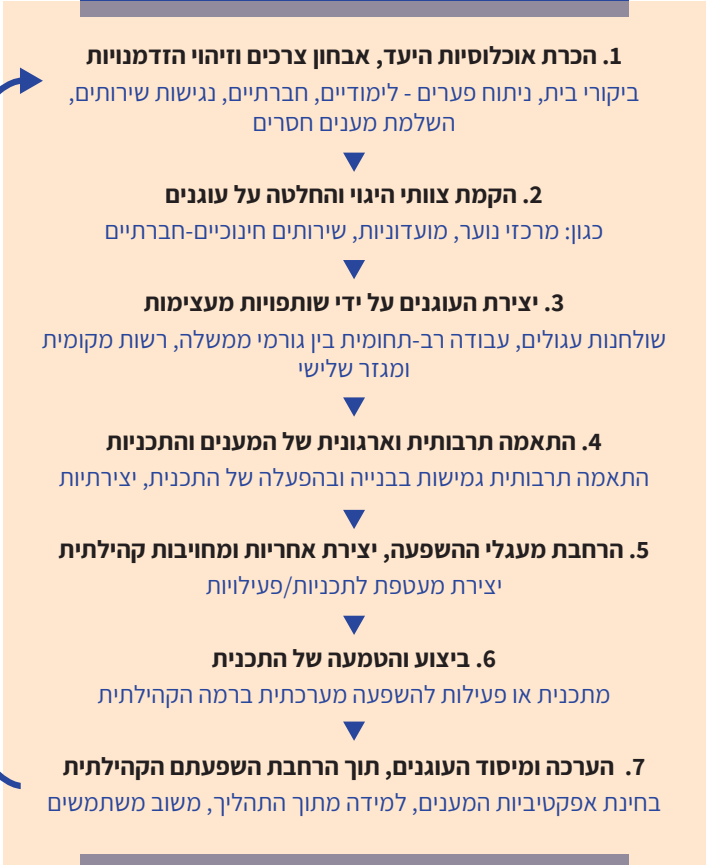 1. הכרת אוכלוסיות היעד, אבחון צרכים וזיהוי הזדמנויות
ביקורי בית, ניתוח פערים - לימודיים, חברתיים, נגישות שירותים,
השלמת מענים חסרים
2. הקמת צוותי היגוי והחלטה על עוגנים
כגון: מרכזי נוער, מועדוניות, שירותים חינוכיים-חברתיים
3. יצירת העוגנים על ידי שותפויות מעצימות
שולחנות עגולים, עבודה רב-תחומית בין גורמי ממשלה, רשות מקומית
ומגזר שלישי
4. התאמה תרבותית וארגונית של המענים והתכניות
התאמה תרבותית גמישות בבנייה ובהפעלה של התכנית, יצירתיות
5. הרחבת מעגלי ההשפעה, יצירת אחריות ומחויבות קהילתית
יצירת מעטפת לתכניות/פעילויות
6. ביצוע והטמעה של התכנית
מתכנית או פעילות להשפעה מערכתית ברמה הקהילתית
7. הערכה ומיסוד העוגנים, תוך הרחבת השפעתם הקהילתית
בחינת אפקטיביות המענים, למידה מתוך התהליך, משוב משתמשים